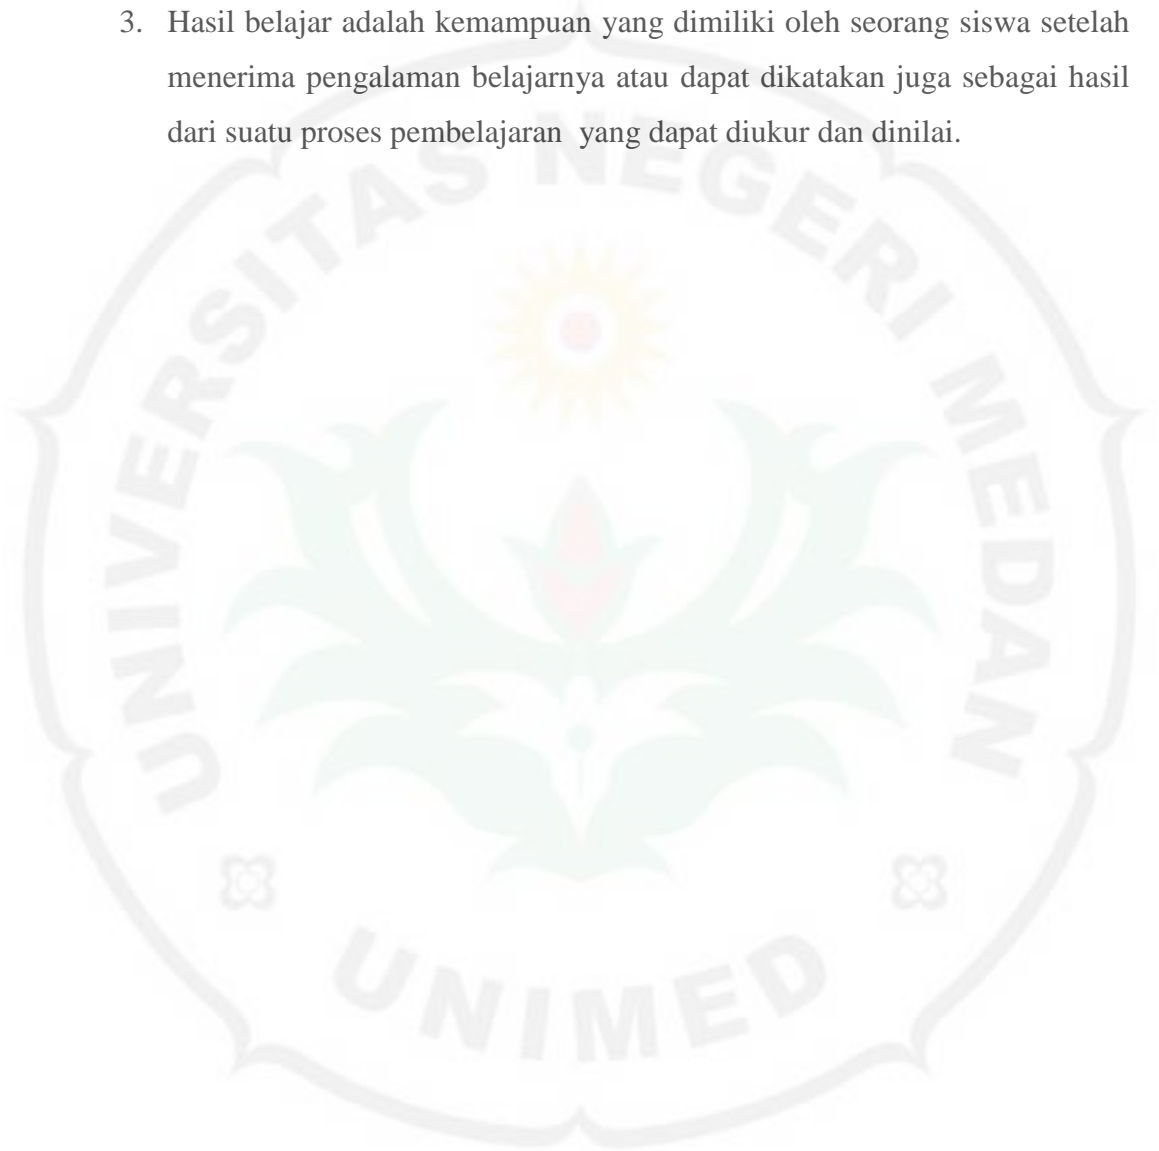 3. Hasil belajar adalah kemampuan yang dimiliki oleh seorang siswa setelah
menerima pengalaman belajarnya atau dapat dikatakan juga sebagai hasil
dari suatu proses pembelajaran yang dapat diukur dan dinilai.
UNIVERSITAS NEGERI MEDAN
UNIMED